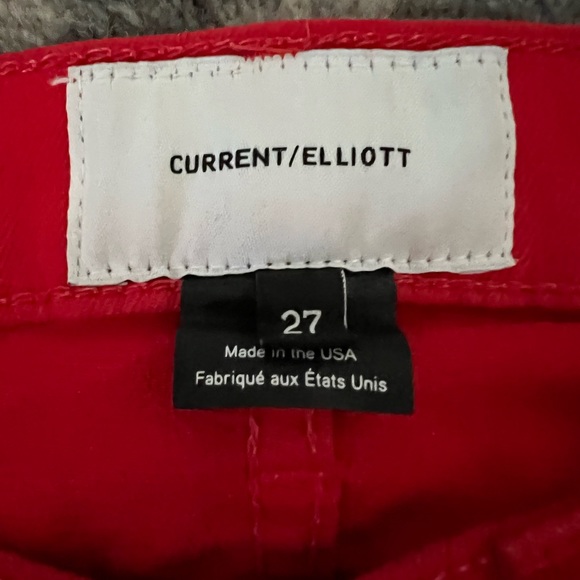 CURRENT/ELLIOTT
27
Made in the USA
Fabriqué aux États Unis